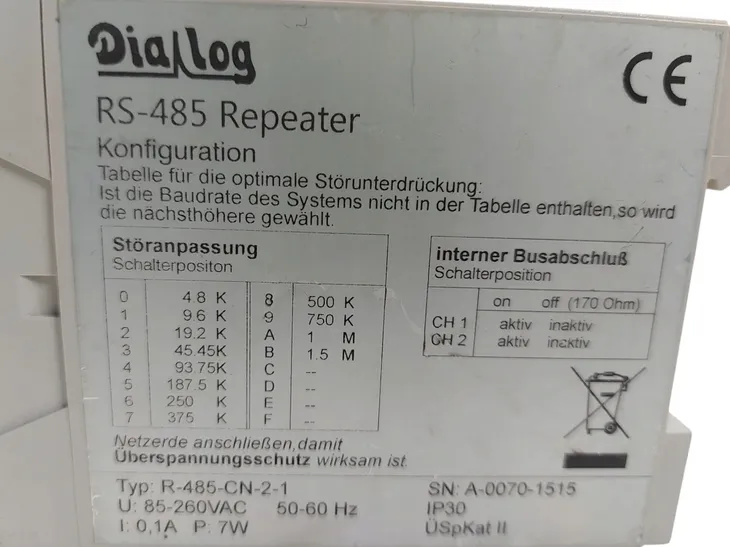 Diallog
CE
RS-485 Repeater
Konfiguration
Tabelle für die optimale Störunterdrückung:
Ist die Baudrate des Systems nicht in der Tabelle enthalten,so wird
die nächsthöhere gewählt.
Störanpassung
Schalterpositon
0 4.8 K 8 500 K
1 9.6 K 9 750 K
2 19.2 K A 1 M
3 45.45K B 1.5 M
4 93.75K C --
5 187.5 K D --
6 250 K E --
7 375 K F --
interner Busabschluß
Schalterposition
on off (170 Ohm)
CH 1 aktiv inaktiv
CH 2 aktiv inaktiv
Netzerde anschließen,damit
Überspannungsschutz wirksam ist.
Typ: R-485-CN-2-1
U: 85-260VAC 50-60 Hz
I: 0,1A P: 7W
SN: A-0070-1515
IP30
ÜSpKat II